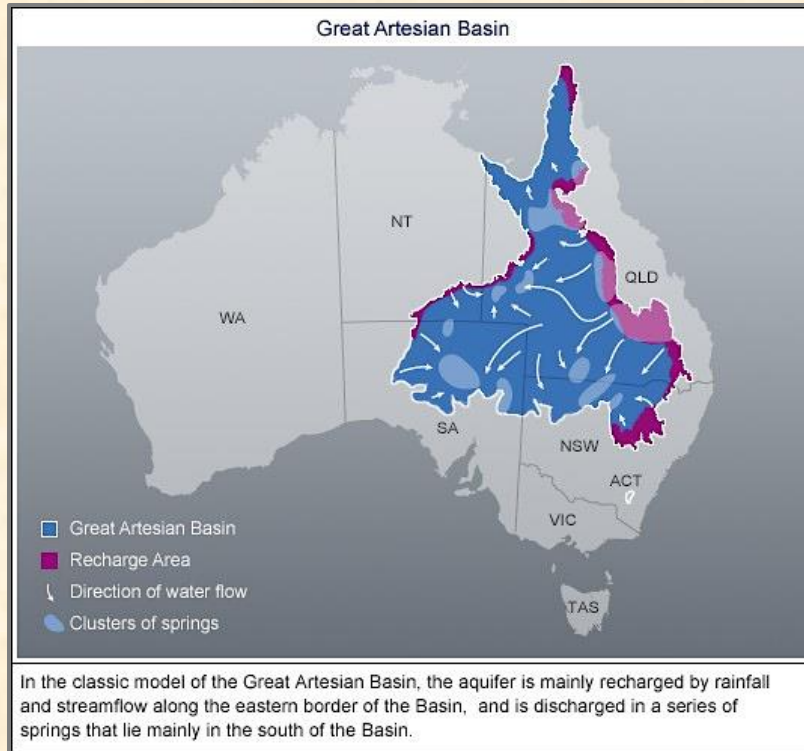 Great Artesian Basin
NT
QLD
WA
SA
NSW
ACT
VIC
TAS
Great Artesian Basin
Recharge Area
Direction of water flow
Clusters of springs
In the classic model of the Great Artesian Basin, the aquifer is mainly recharged by rainfall
and streamflow along the eastern border of the Basin, and is discharged in a series of
springs that lie mainly in the south of the Basin.